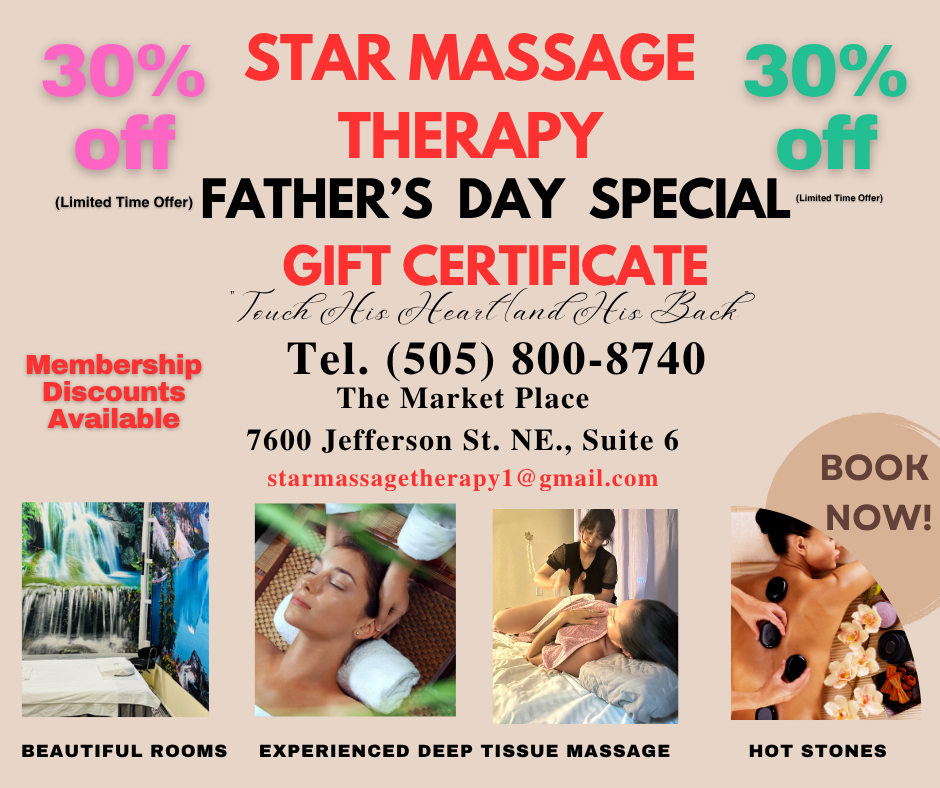 30%
off
(Limited Time Offer)
STAR MASSAGE
THERAPY
30%
off
(Limited Time Offer)
FATHER’S DAY SPECIAL
GIFT CERTIFICATE
"Touch His Heart (and His Back"
Tel. (505) 800-8740
The Market Place
7600 Jefferson St. NE., Suite 6
starmassagetherapy1@gmail.com
Membership
Discounts
Available
BOOK
NOW!
BEAUTIFUL ROOMS
EXPERIENCED DEEP TISSUE MASSAGE
HOT STONES